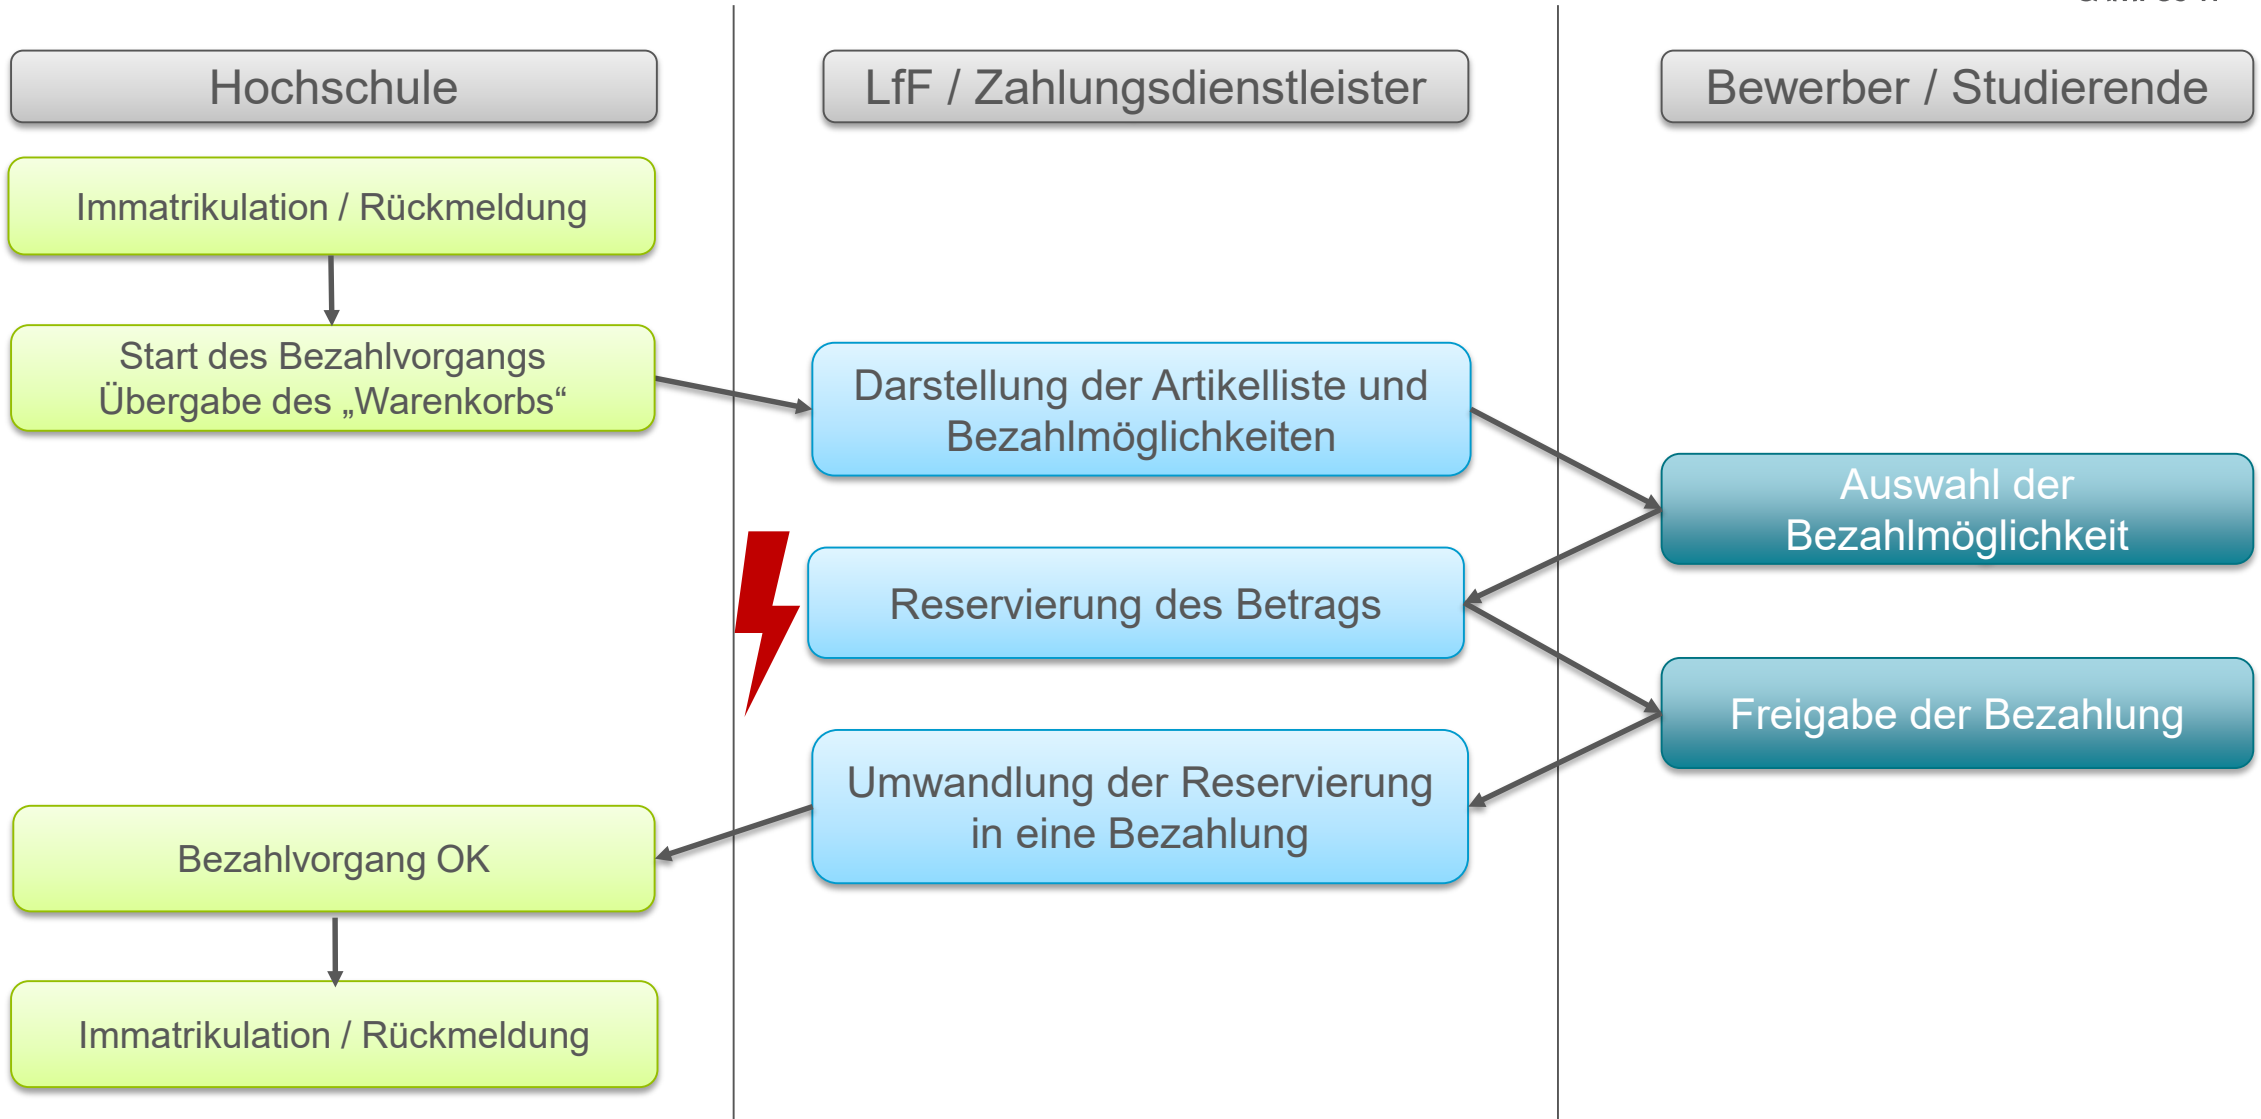 Hochschule
LfF / Zahlungsdienstleister
Bewerber / Studierende
Immatrikulation / Rückmeldung
Start des Bezahlvorgangs
Übergabe des „Warenkorbs“
Darstellung der Artikelliste und
Bezahlmöglichkeiten
Auswahl der
Bezahlmöglichkeit
Reservierung des Betrags
Freigabe der Bezahlung
Umwandlung der Reservierung
in eine Bezahlung
Bezahlvorgang OK
Immatrikulation / Rückmeldung